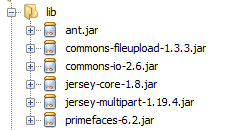 lib
ant.jar
commons-fileupload-1.3.3.jar
commons-io-2.6.jar
jersey-core-1.8.jar
jersey-multipart-1.19.4.jar
primefaces-6.2.jar